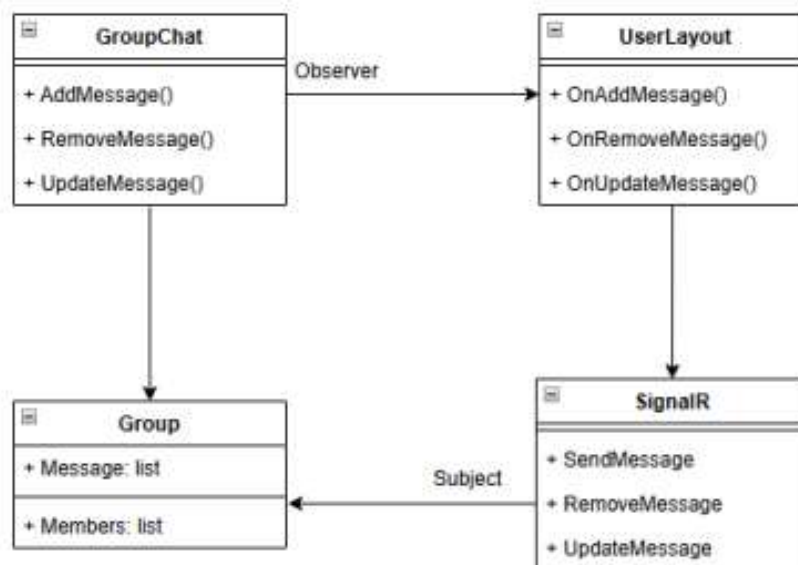 GroupChat
+ AddMessage()
+ RemoveMessage()
+ UpdateMessage()
Observer
UserLayout
+ OnAddMessage()
+ OnRemoveMessage()
+ OnUpdateMessage()
Group
+ Message: list
+ Members: list
Subject
SignalR
+ SendMessage
+ RemoveMessage
+ UpdateMessage